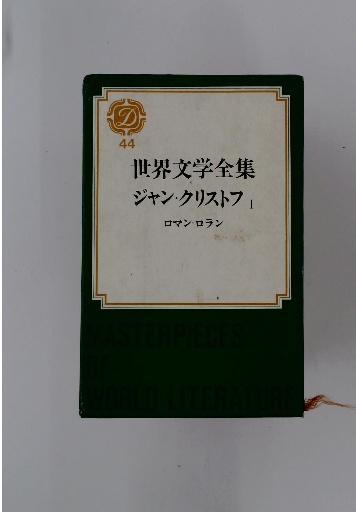 D
44
世界文学全集
ジャン・クリストフ I
ロマン・ロラン
MASTERPIECES
OF
WORLD LITERATURE